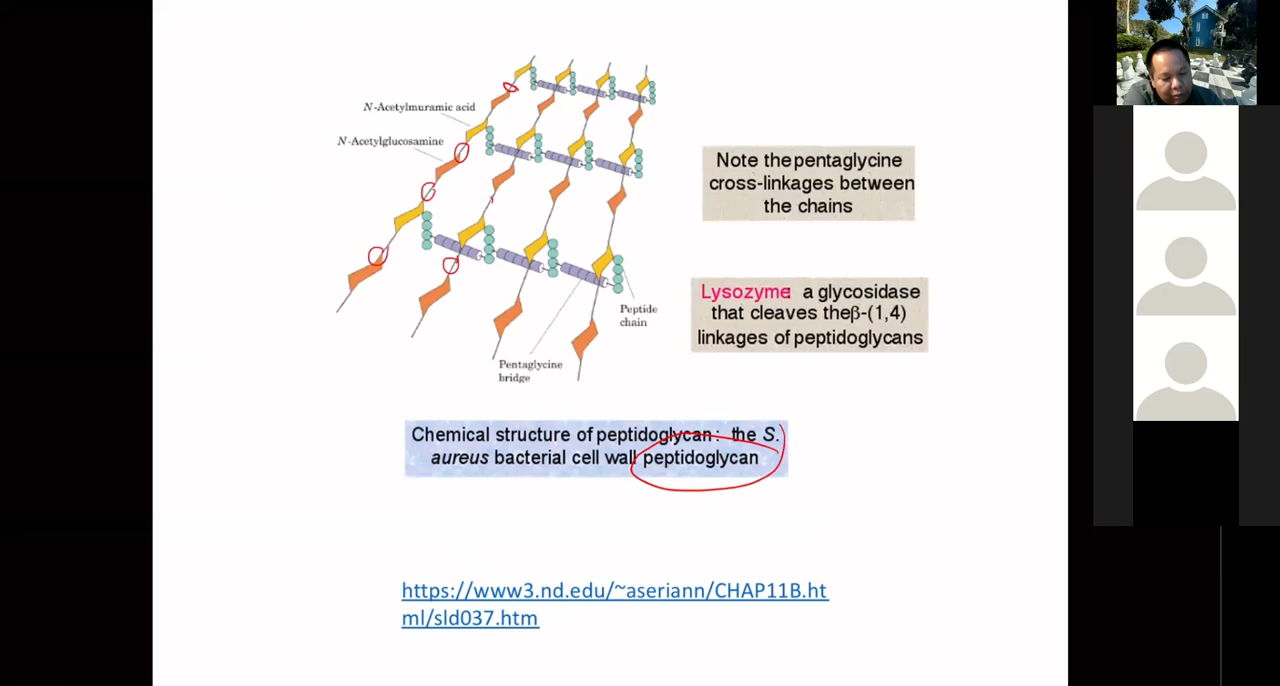 N-Acetylmuramic acid
N-Acetylglucosamine
Peptide
chain
Pentaglycine
bridge
Note the pentaglycine
cross-linkages between
the chains
Lysozyme: a glycosidase
that cleaves theβ-(1,4)
linkages of peptidoglycans
Chemical structure of peptidoglycan: the S.
aureus bacterial cell wall peptidoglycan
https://www3.nd.edu/~aseriann/CHAP11B.ht
ml/sld037.htm